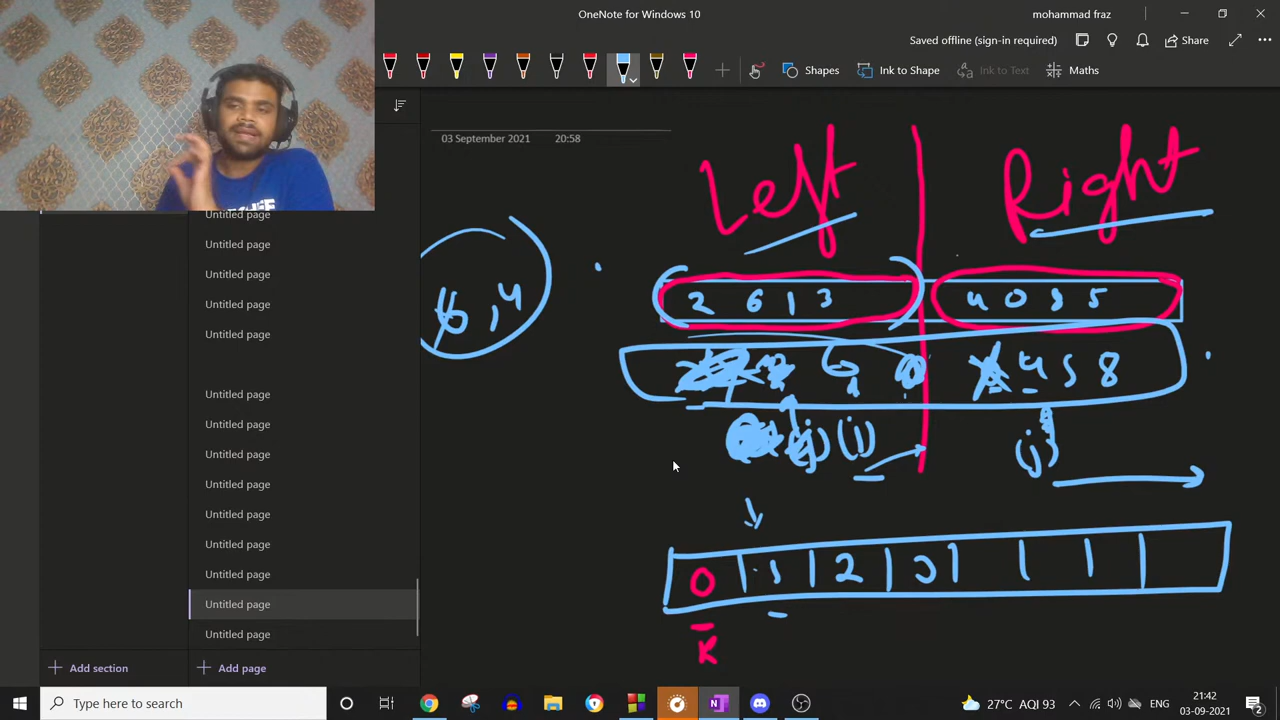 OneNote for Windows 10
mohammad fraz
Saved offline (sign-in required)
Share
Shapes
Ink to Shape
Ink to Text
Maths
03 September 2021 20:58
Left Right
2 6 1 3 4 0 8 5
6 4 5 8
6, 4
(j) (i) (j)
0 1 2 3
K
Untitled page
Untitled page
Untitled page
Untitled page
Untitled page
Untitled page
Untitled page
Untitled page
Untitled page
Untitled page
Untitled page
Untitled page
Untitled page
Untitled page
Add section
Add page
Type here to search
27°C AQI 93
ENG
21:42
03-09-2021
2